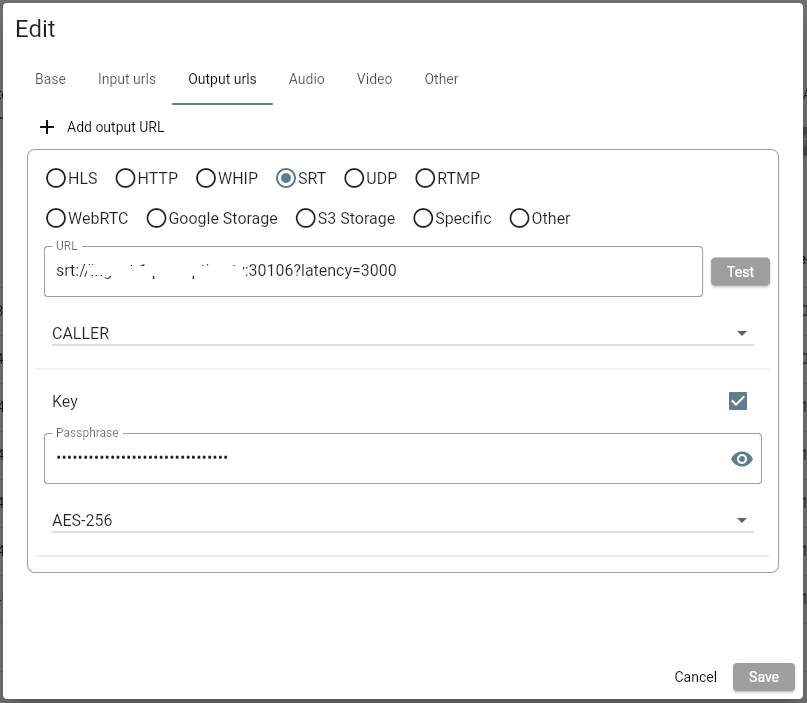 Edit
Base Input urls Output urls Audio Video Other
+ Add output URL
HLS HTTP WHIP SRT UDP RTMP
WebRTC Google Storage S3 Storage Specific Other
URL
srt:// :30106?latency=3000
Test
CALLER
Key
Passphrase
••••••••••••••••••••••••••••••••
AES-256
Cancel Save